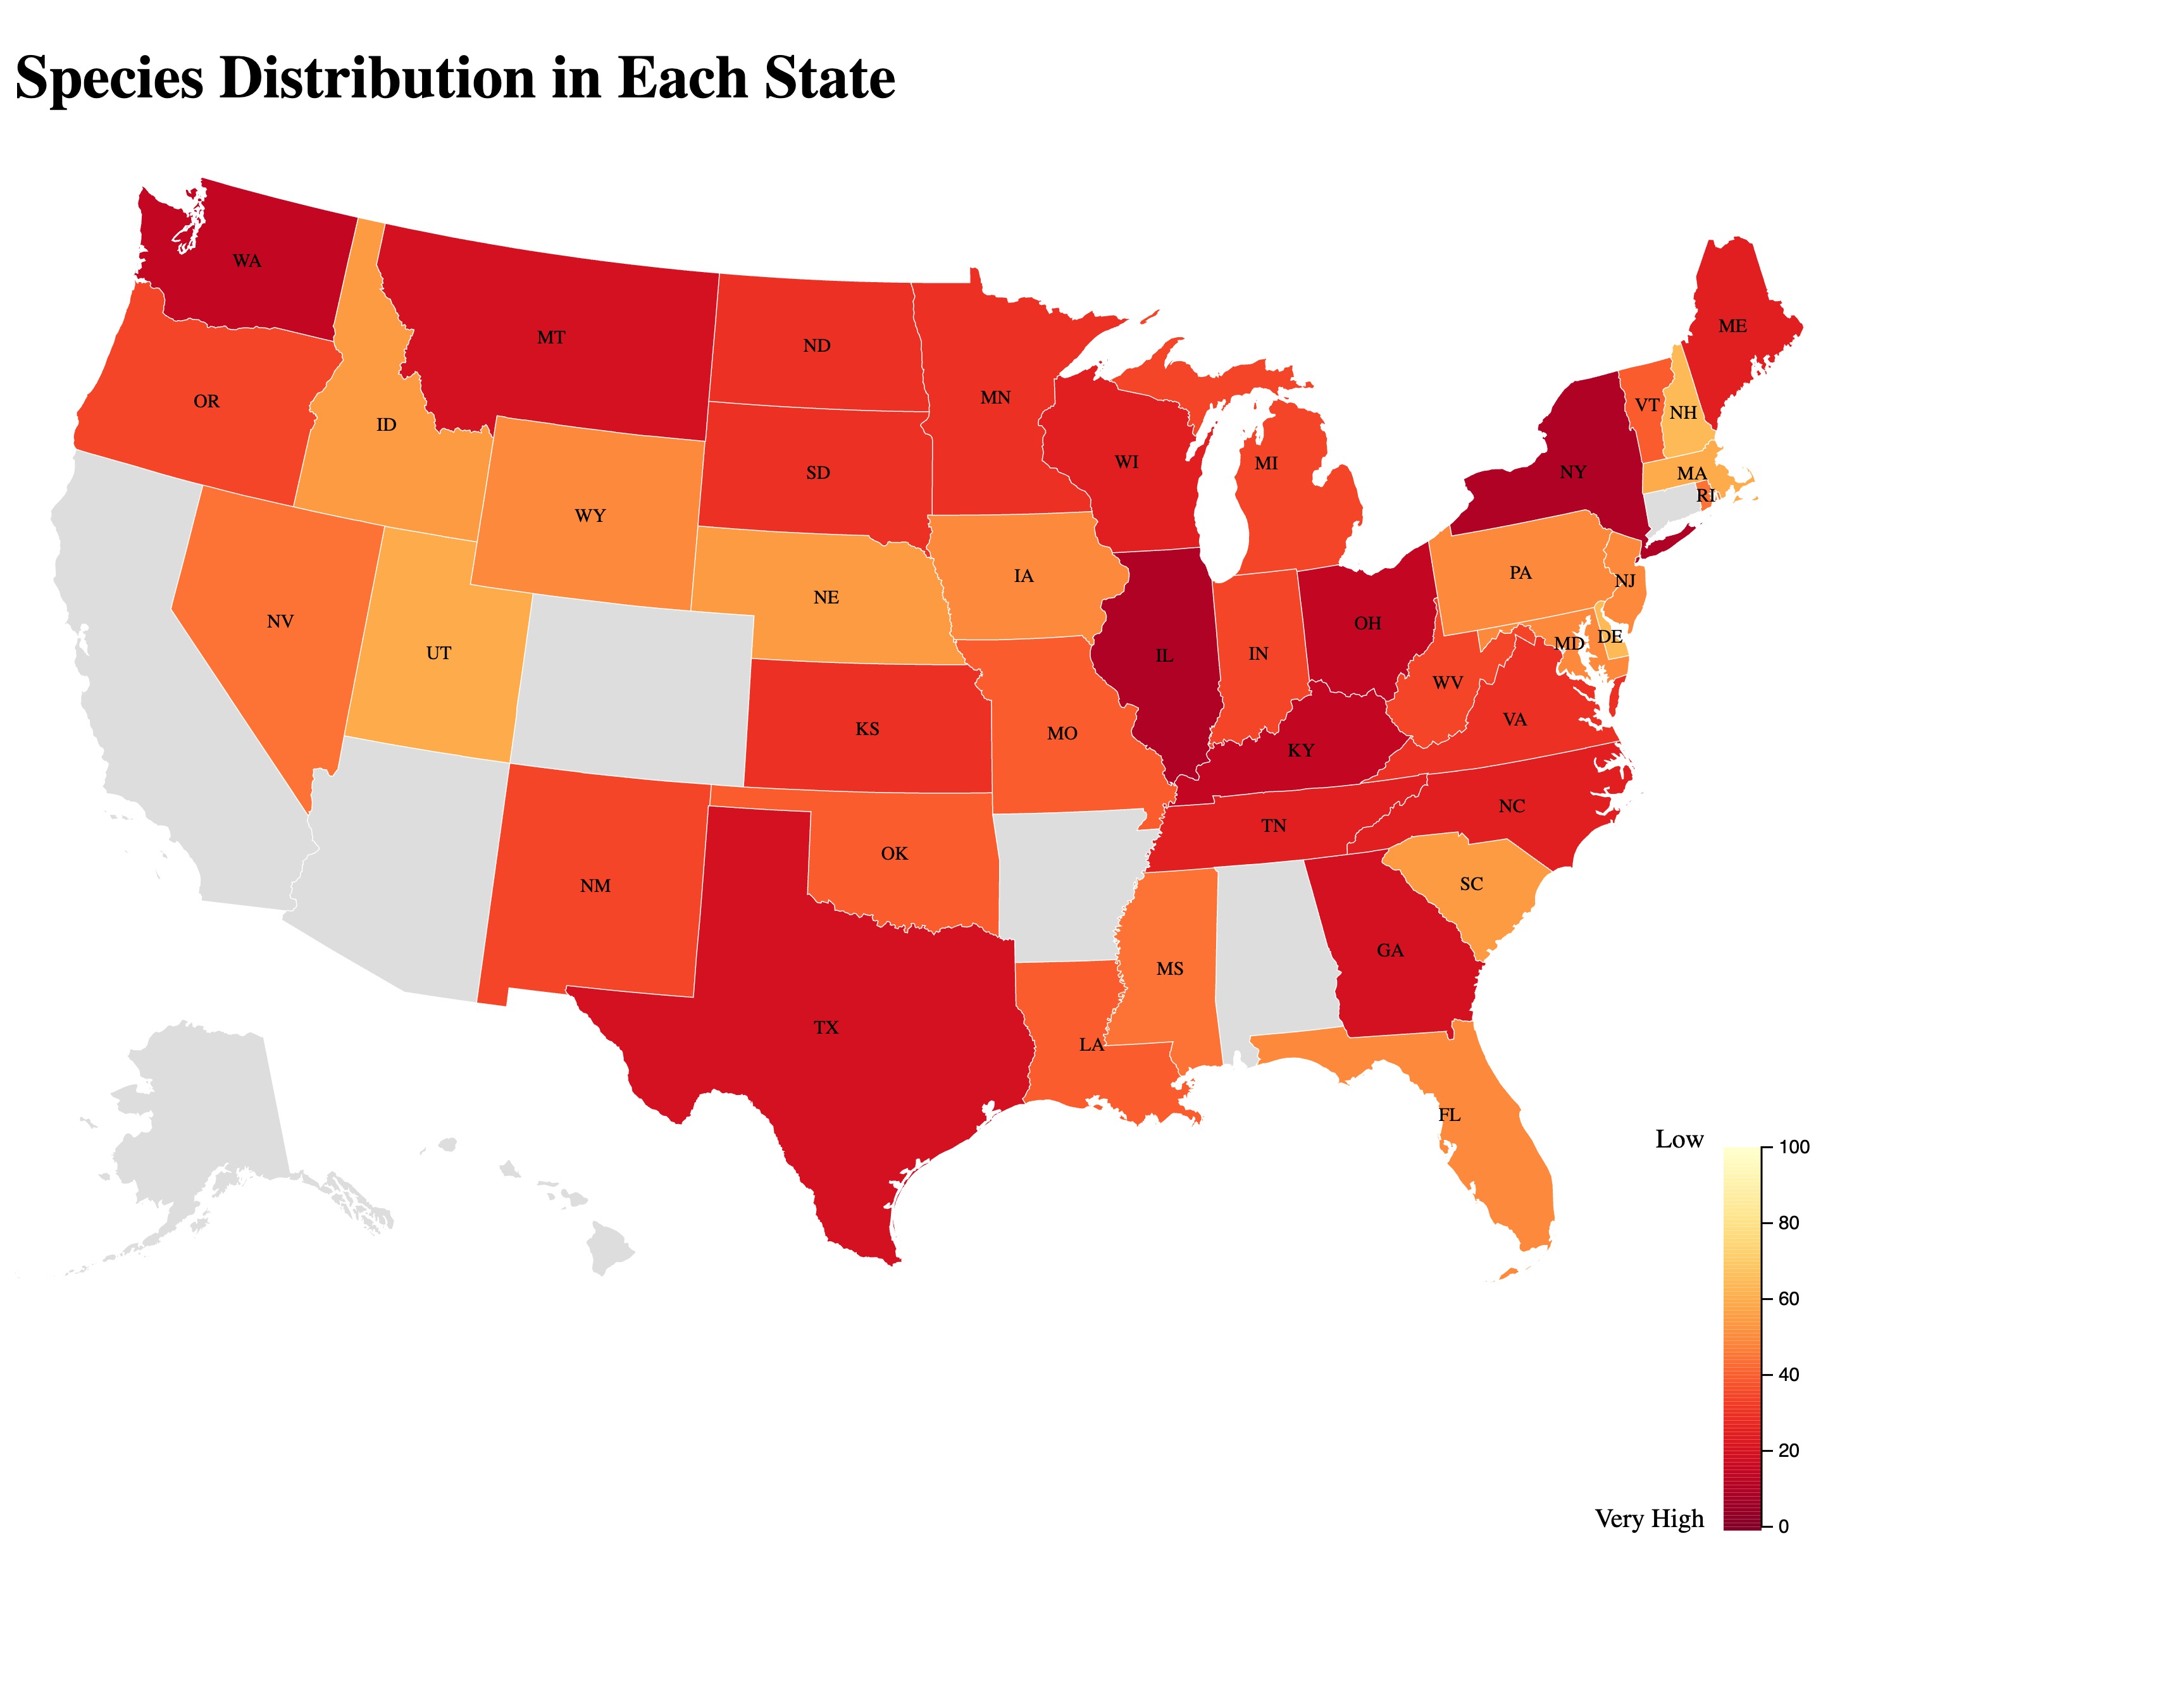 Species Distribution in Each State
WA
ME
MT
ND
MN
OR
VT
NH
ID
WI
MI
NY
SD
MA
RI
WY
PA
IA
NJ
NE
NV
OH
DE
MD
UT
IL
IN
WV
VA
KS
MO
KY
NC
TN
OK
SC
NM
GA
MS
TX
LA
FL
Low
100
80
60
40
20
Very High
0